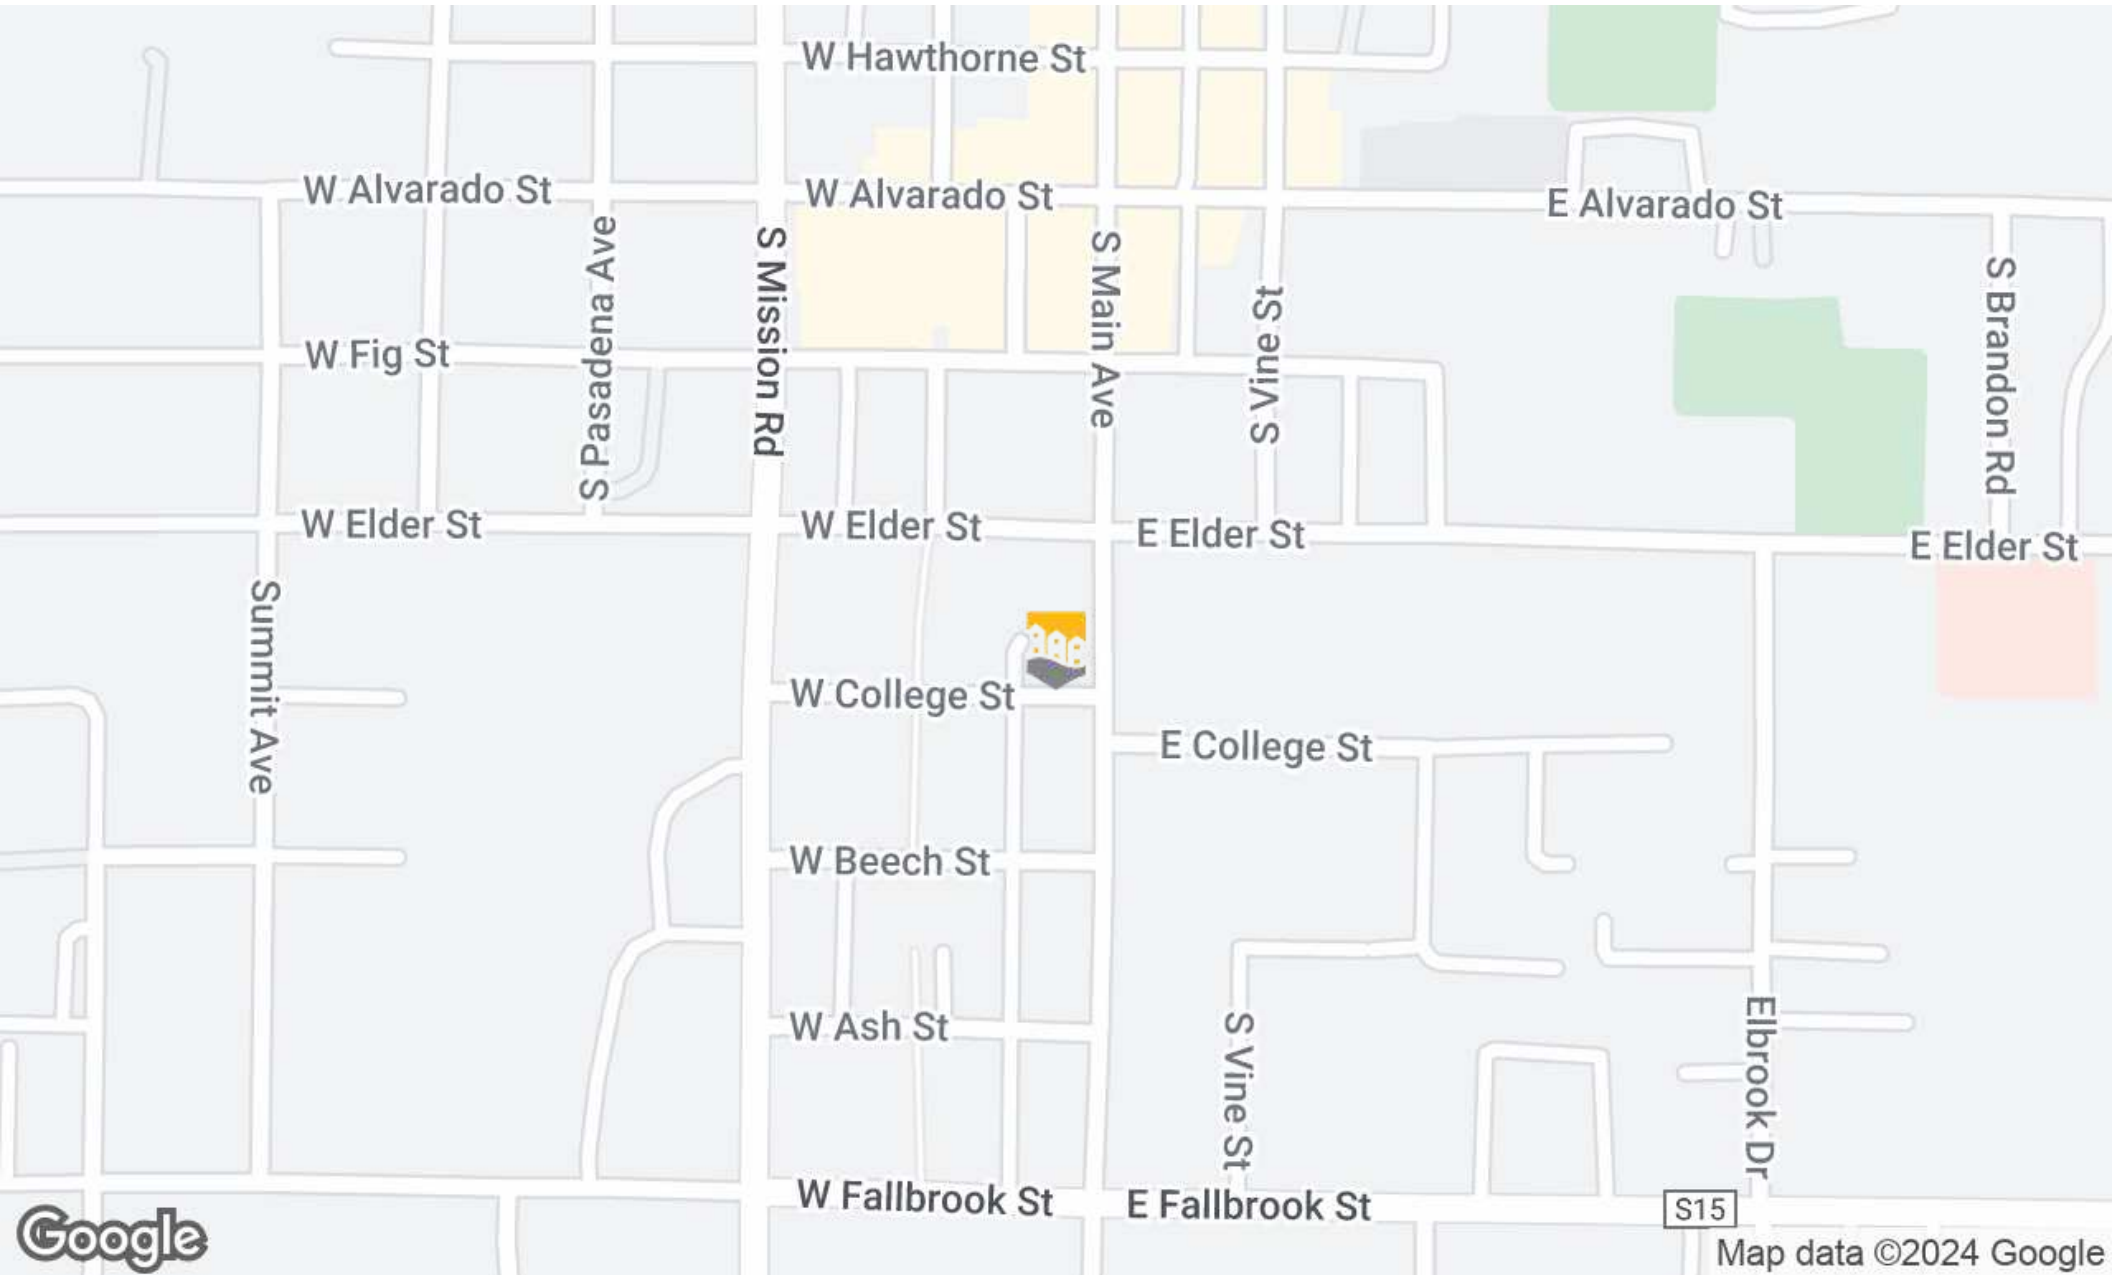 W Hawthorne St
W Alvarado St
W Alvarado St
E Alvarado St
S Pasadena Ave
S Mission Rd
S Main Ave
S Vine St
S Brandon Rd
W Fig St
W Elder St
W Elder St
E Elder St
E Elder St
Summit Ave
W College St
E College St
W Beech St
W Ash St
S Vine St
Elbrook Dr
W Fallbrook St
E Fallbrook St
S15
Google
Map data ©2024 Google